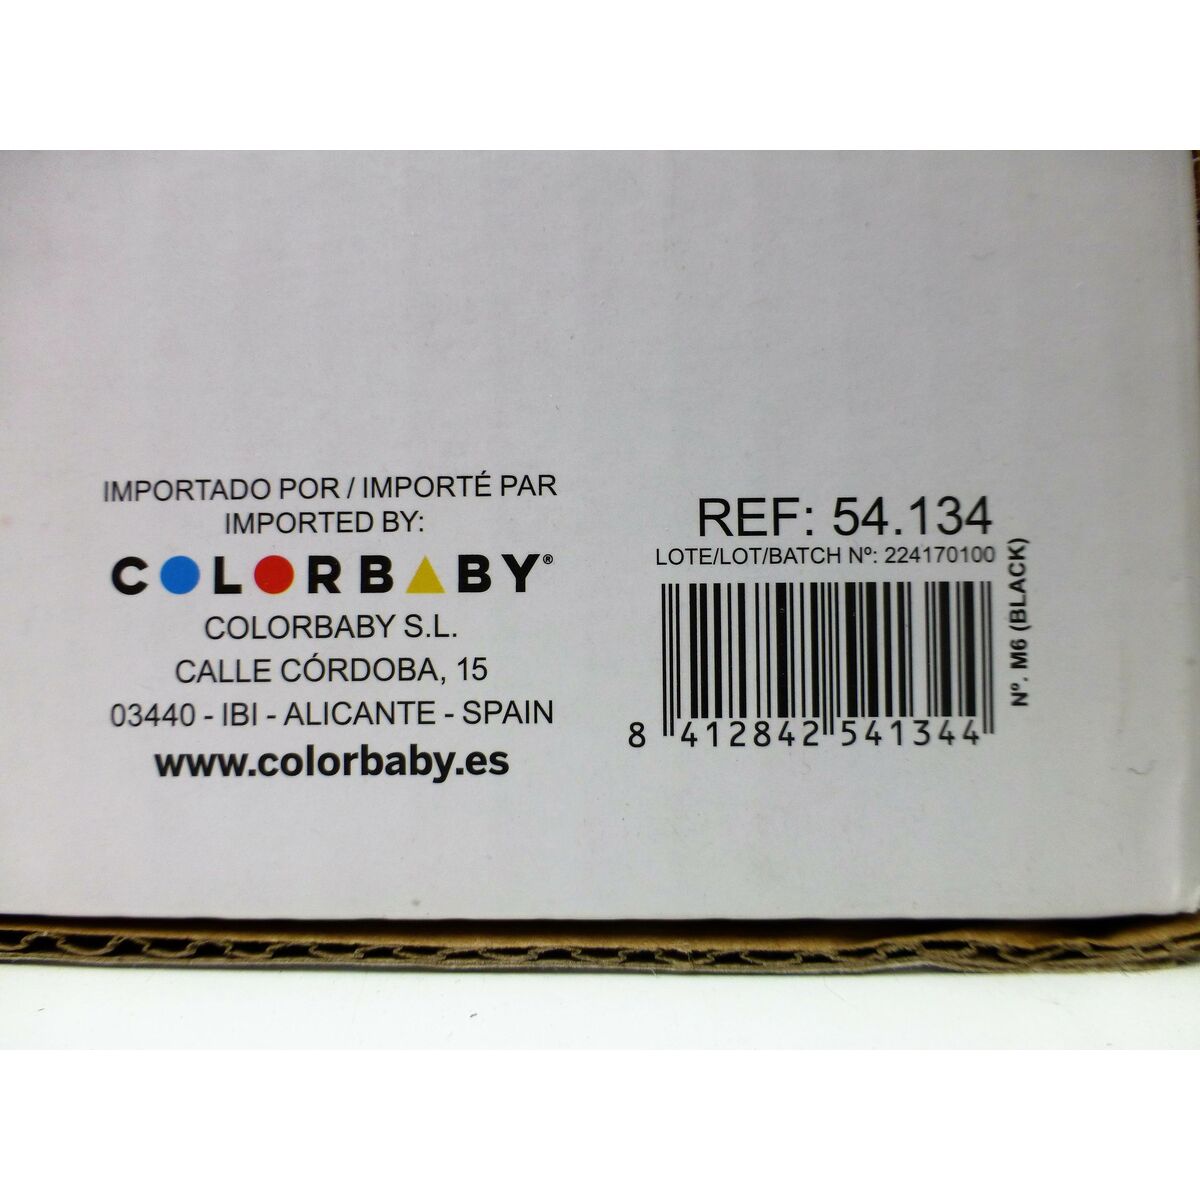 IMPORTADO POR / IMPORTÉ PAR
IMPORTED BY:
COLORBABY®
COLORBABY S.L.
CALLE CÓRDOBA, 15
03440 - IBI - ALICANTE - SPAIN
www.colorbaby.es
REF: 54.134
LOTE/LOT/BATCH Nº: 224170100
8 412842 541344
Nº. M6 (BLACK)